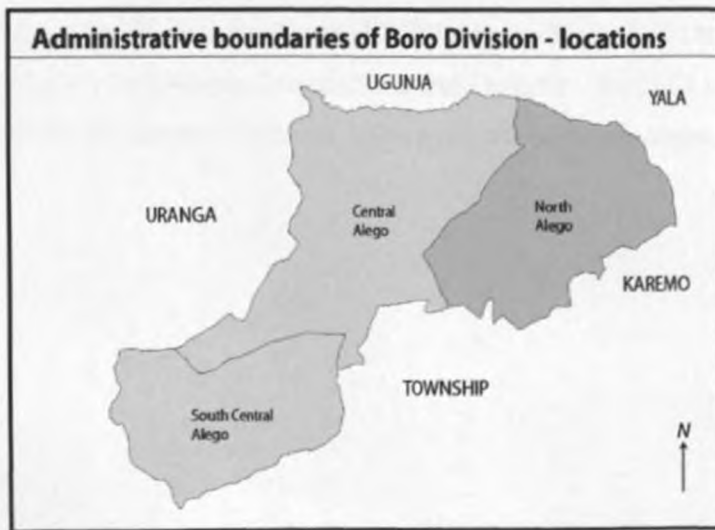 Administrative boundaries of Boro Division - locations
UGUNJA
YALA
URANGA
Central
Alego
North
Alego
KAREMO
TOWNSHIP
South Central
Alego
N